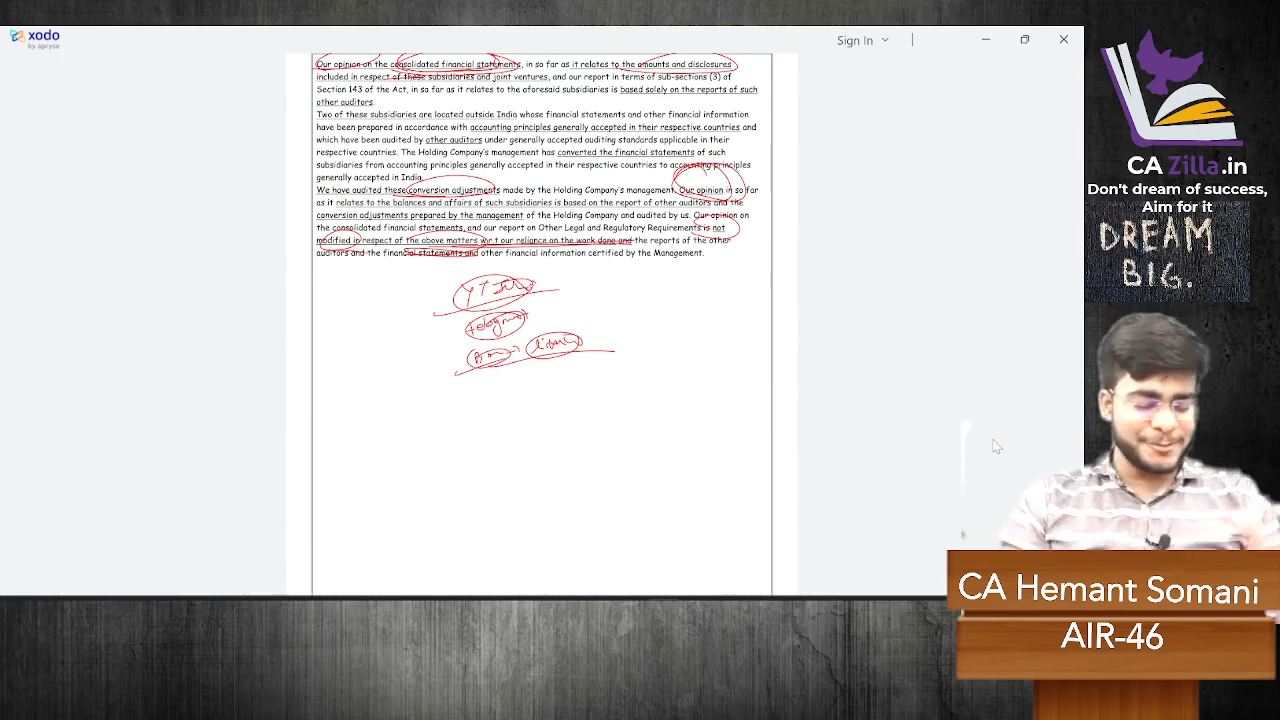 xodo
by apryse
Sign In
Our opinion on the consolidated financial statements, in so far as it relates to the amounts and disclosures
included in respect of these subsidiaries and joint ventures, and our report in terms of sub-sections (3) of
Section 143 of the Act, in so far as it relates to the aforesaid subsidiaries is based solely on the reports of such
other auditors.
Two of these subsidiaries are located outside India whose financial statements and other financial information
have been prepared in accordance with accounting principles generally accepted in their respective countries and
which have been audited by other auditors under generally accepted auditing standards applicable in their
respective countries. The Holding Company's management has converted the financial statements of such
subsidiaries from accounting principles generally accepted in their respective countries to accounting principles
generally accepted in India.
We have audited these conversion adjustments made by the Holding Company's management. Our opinion in so far
as it relates to the balances and affairs of such subsidiaries is based on the report of other auditors and the
conversion adjustments prepared by the management of the Holding Company and audited by us. Our opinion on
the consolidated financial statements, and our report on Other Legal and Regulatory Requirements is not
modified in respect of the above matters w.r.t our reliance on the work done and the reports of the other
auditors and the financial statements and other financial information certified by the Management.
telegram
CA Zilla.in
Don't dream of success,
Aim for it
DREAM
BIG.
CA Hemant Somani
AIR-46